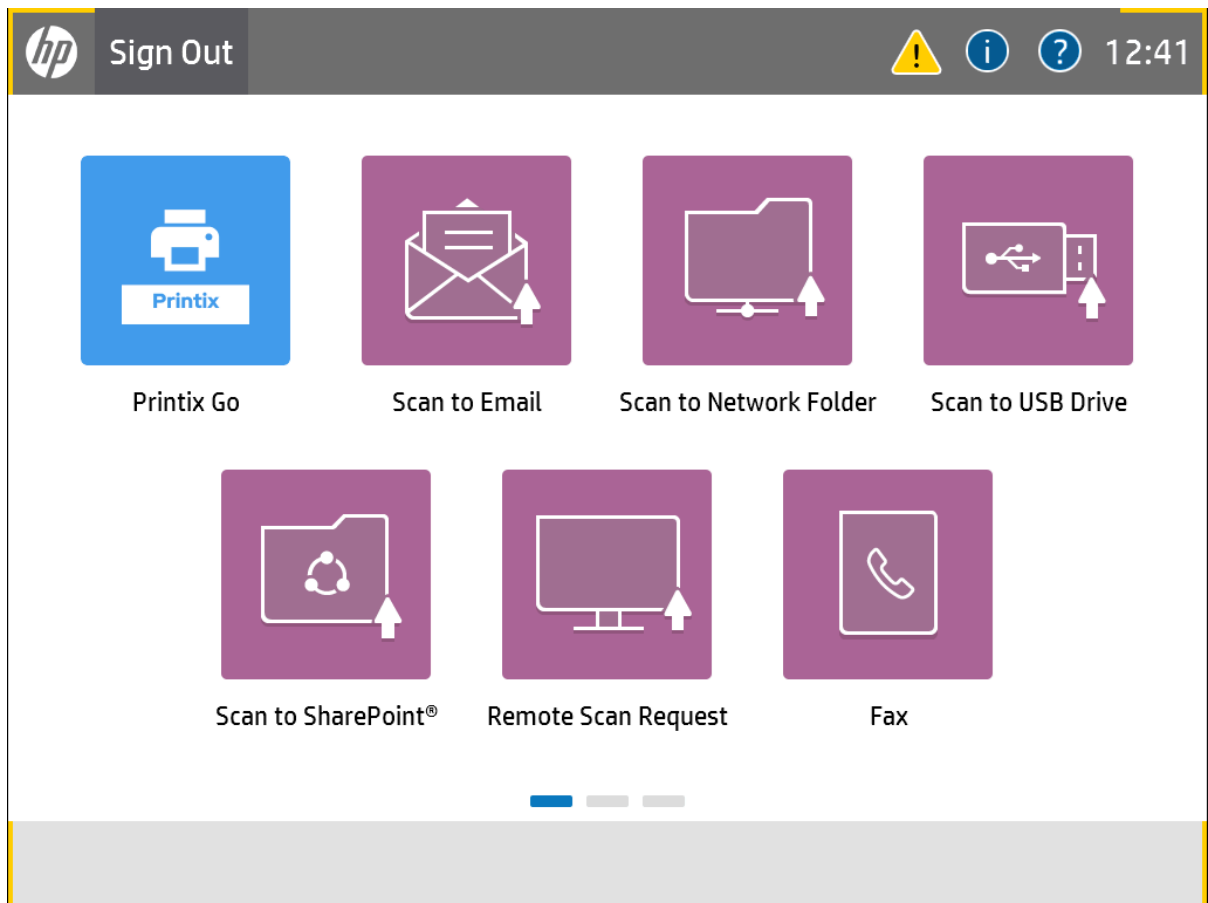 hp Sign Out 12:41
Printix
Printix Go Scan to Email Scan to Network Folder Scan to USB Drive
Scan to SharePoint® Remote Scan Request Fax